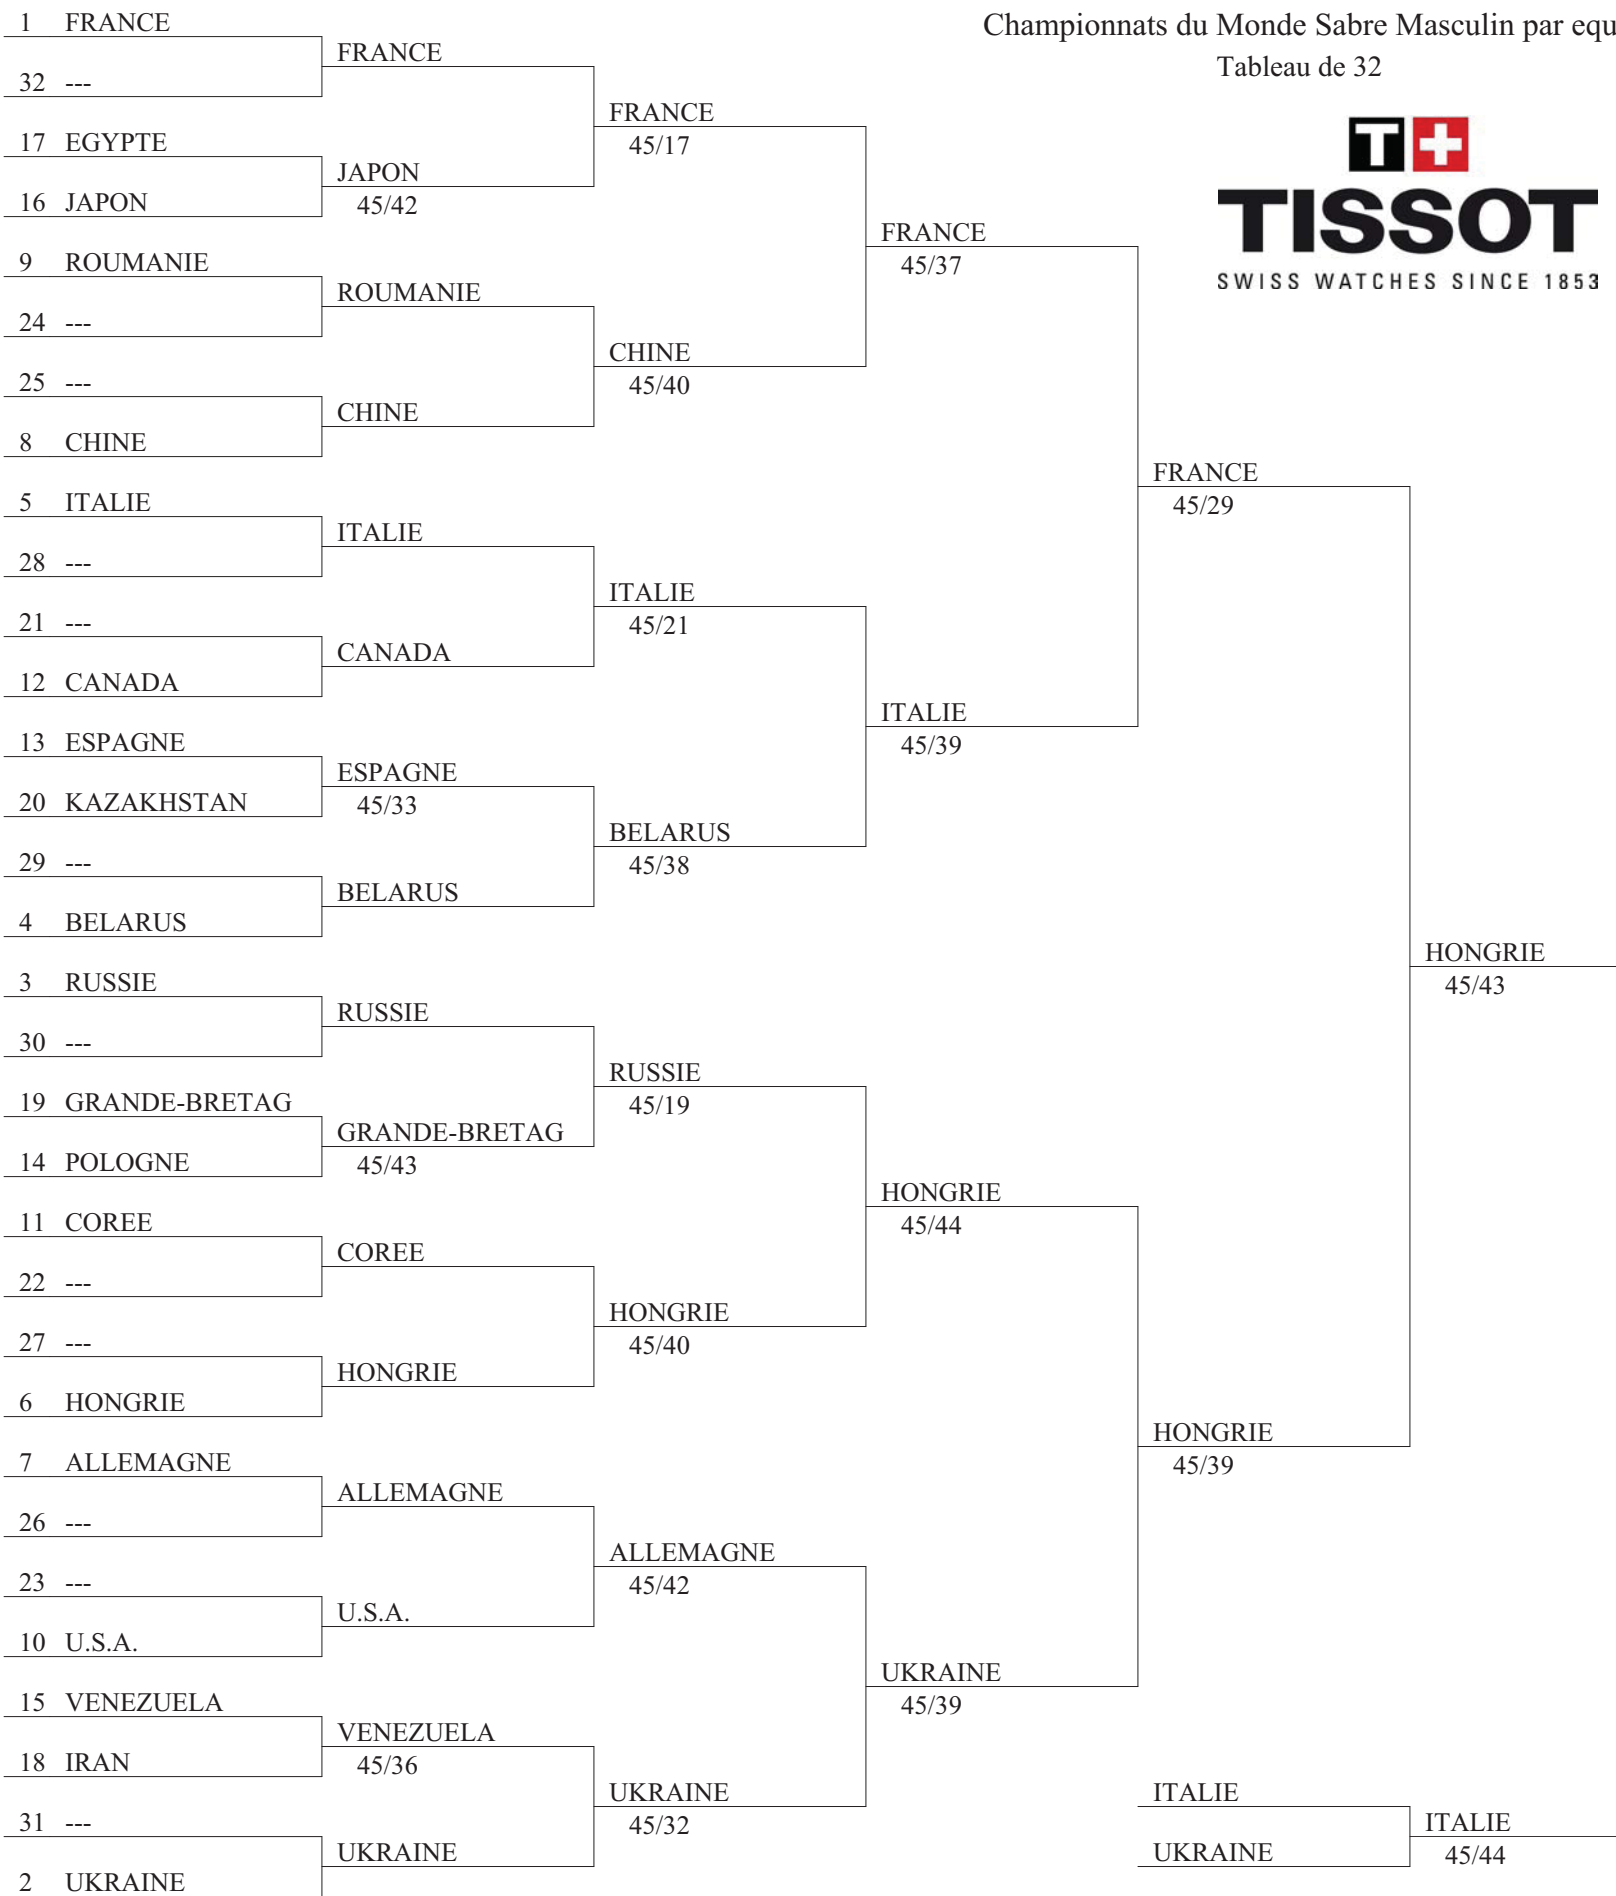 Championnats du Monde Sabre Masculin par equ
Tableau de 32
T+
TISSOT
SWISS WATCHES SINCE 1853
1 FRANCE
32 ---
17 EGYPTE
16 JAPON
9 ROUMANIE
24 ---
25 ---
8 CHINE
5 ITALIE
28 ---
21 ---
12 CANADA
13 ESPAGNE
20 KAZAKHSTAN
29 ---
4 BELARUS
3 RUSSIE
30 ---
19 GRANDE-BRETAG
14 POLOGNE
11 COREE
22 ---
27 ---
6 HONGRIE
7 ALLEMAGNE
26 ---
23 ---
10 U.S.A.
15 VENEZUELA
18 IRAN
31 ---
2 UKRAINE
FRANCE
JAPON
45/42
ROUMANIE
CHINE
ITALIE
CANADA
ESPAGNE
45/33
BELARUS
RUSSIE
GRANDE-BRETAG
45/43
COREE
HONGRIE
ALLEMAGNE
U.S.A.
VENEZUELA
45/36
UKRAINE
FRANCE
45/17
CHINE
45/40
ITALIE
45/21
BELARUS
45/38
RUSSIE
45/19
HONGRIE
45/40
ALLEMAGNE
45/42
UKRAINE
45/32
FRANCE
45/37
ITALIE
45/39
HONGRIE
45/44
UKRAINE
45/39
FRANCE
45/29
HONGRIE
45/39
HONGRIE
45/43
ITALIE
UKRAINE
ITALIE
45/44